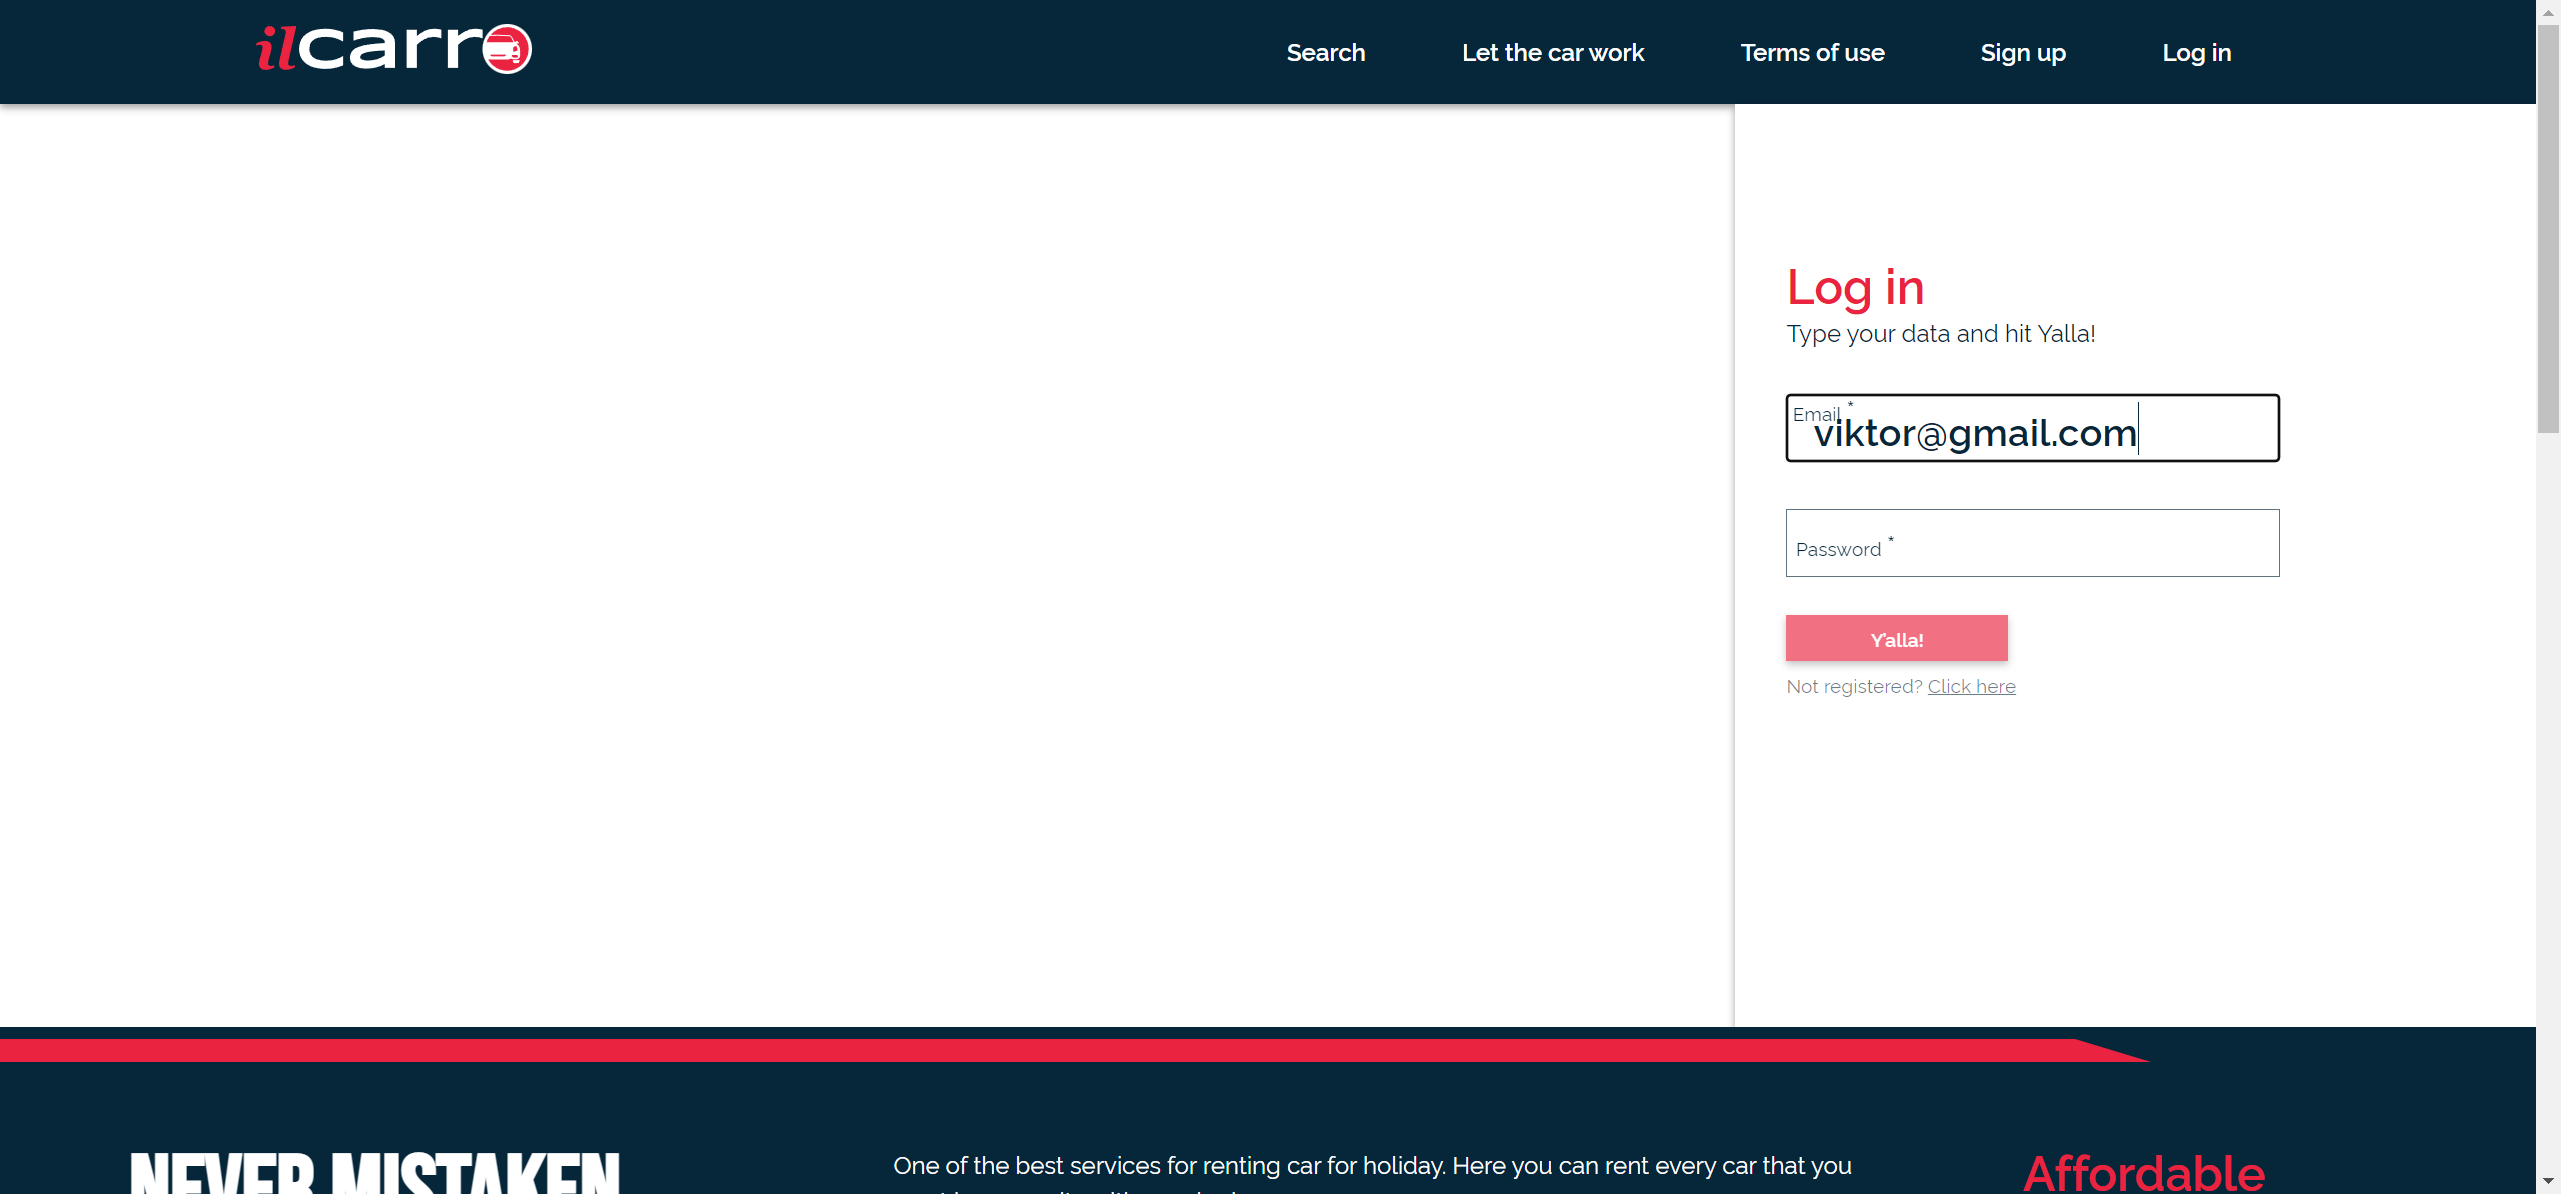 ilcarro
Search Let the car work Terms of use Sign up Log in
Log in
Type your data and hit Yalla!
Email *
viktor@gmail.com
Password *
Y'alla!
Not registered? Click here
NEVER MISTAKEN
One of the best services for renting car for holiday. Here you can rent every car that you
Affordable